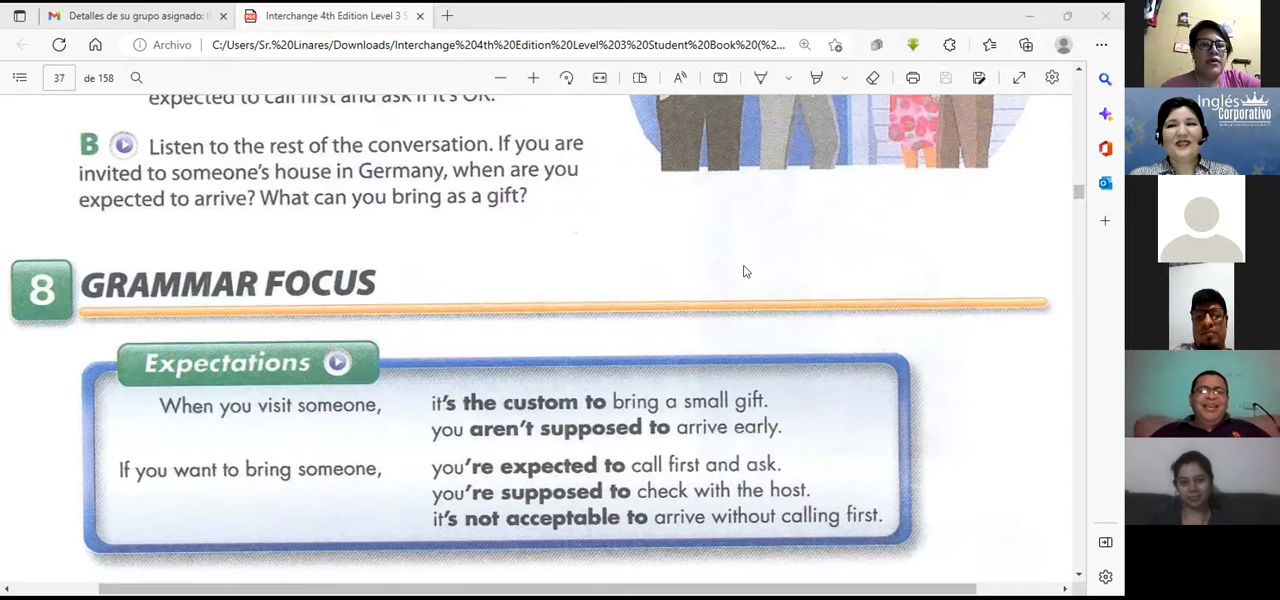 Detalles de su grupo asignado: I
Interchange 4th Edition Level 3 S
Archivo
C:/Users/Sr.%20Linares/Downloads/Interchange%204th%20Edition%20Level%203%20Student%20Book%20(%...
37 de 158
expected to call first and ask if it's OK.
B Listen to the rest of the conversation. If you are
invited to someone's house in Germany, when are you
expected to arrive? What can you bring as a gift?
8 GRAMMAR FOCUS
Expectations
When you visit someone, it's the custom to bring a small gift.
you aren't supposed to arrive early.
If you want to bring someone, you're expected to call first and ask.
you're supposed to check with the host.
it's not acceptable to arrive without calling first.
Inglés
Corporativo